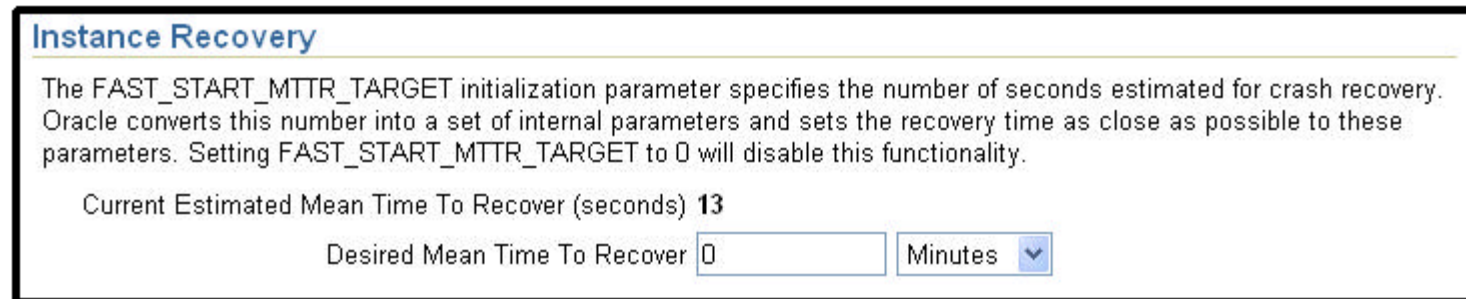 Instance Recovery
The FAST_START_MTTR_TARGET initialization parameter specifies the number of seconds estimated for crash recovery.
Oracle converts this number into a set of internal parameters and sets the recovery time as close as possible to these
parameters. Setting FAST_START_MTTR_TARGET to 0 will disable this functionality.
Current Estimated Mean Time To Recover (seconds) 13
Desired Mean Time To Recover 0 Minutes